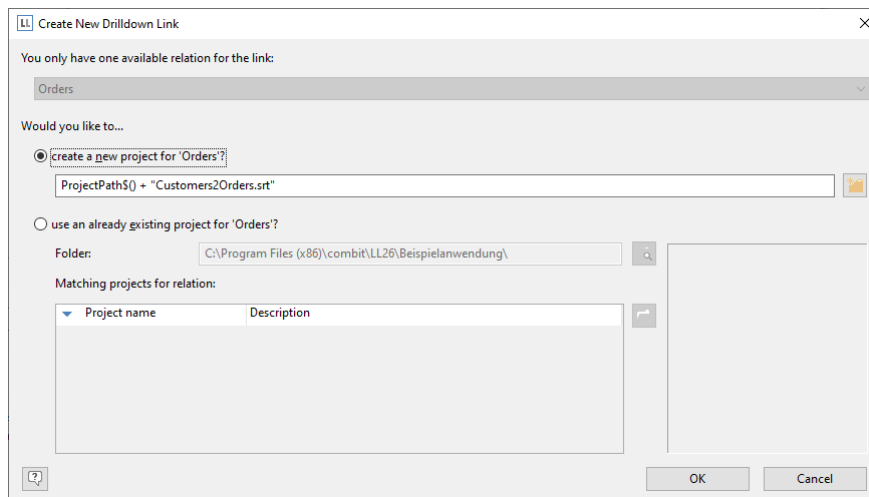 LL Create New Drilldown Link
You only have one available relation for the link:
Orders
Would you like to...
create a new project for 'Orders'?
ProjectPath$() + "Customers2Orders.srt"
use an already existing project for 'Orders'?
Folder: C:\Program Files (x86)\combit\LL26\Beispielanwendung\
Matching projects for relation:
Project name Description
OK Cancel